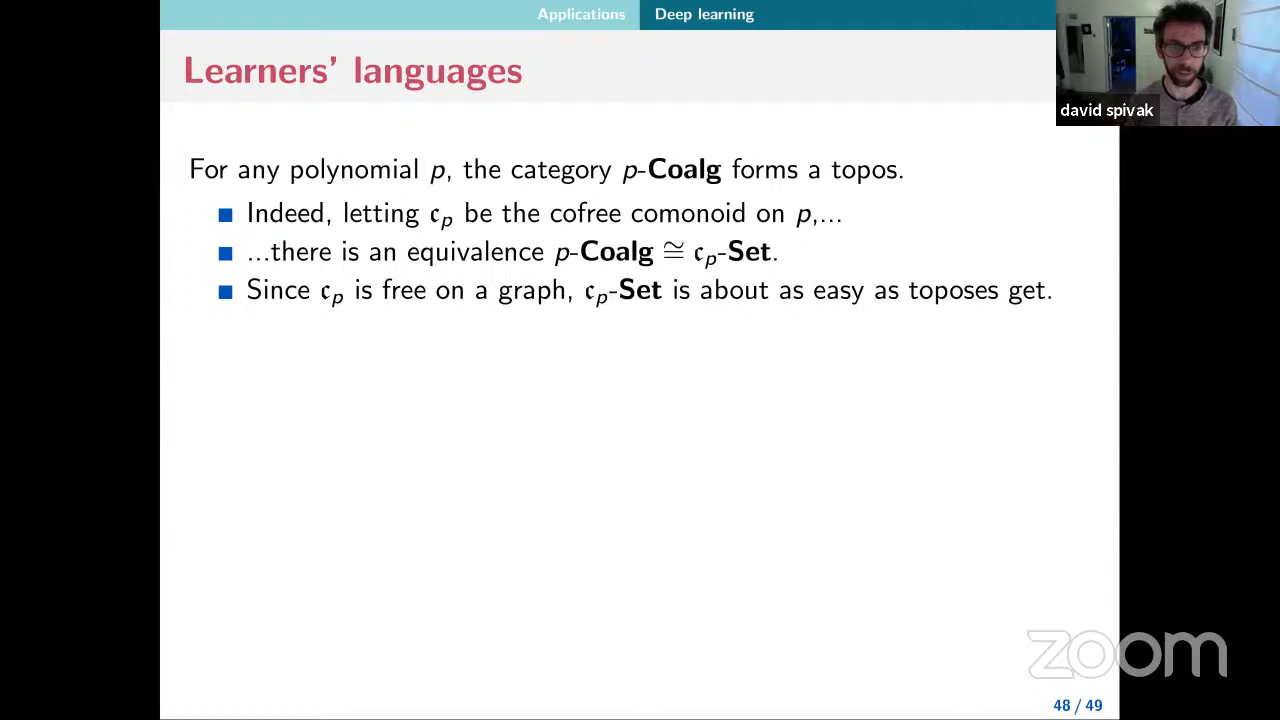 Applications Deep learning
Learners' languages
david spivak
For any polynomial p, the category p-Coalg forms a topos.
Indeed, letting 𝔠ₚ be the cofree comonoid on p,...
...there is an equivalence p-Coalg ≅ 𝔠ₚ-Set.
Since 𝔠ₚ is free on a graph, 𝔠ₚ-Set is about as easy as toposes get.
zoom
48 / 49